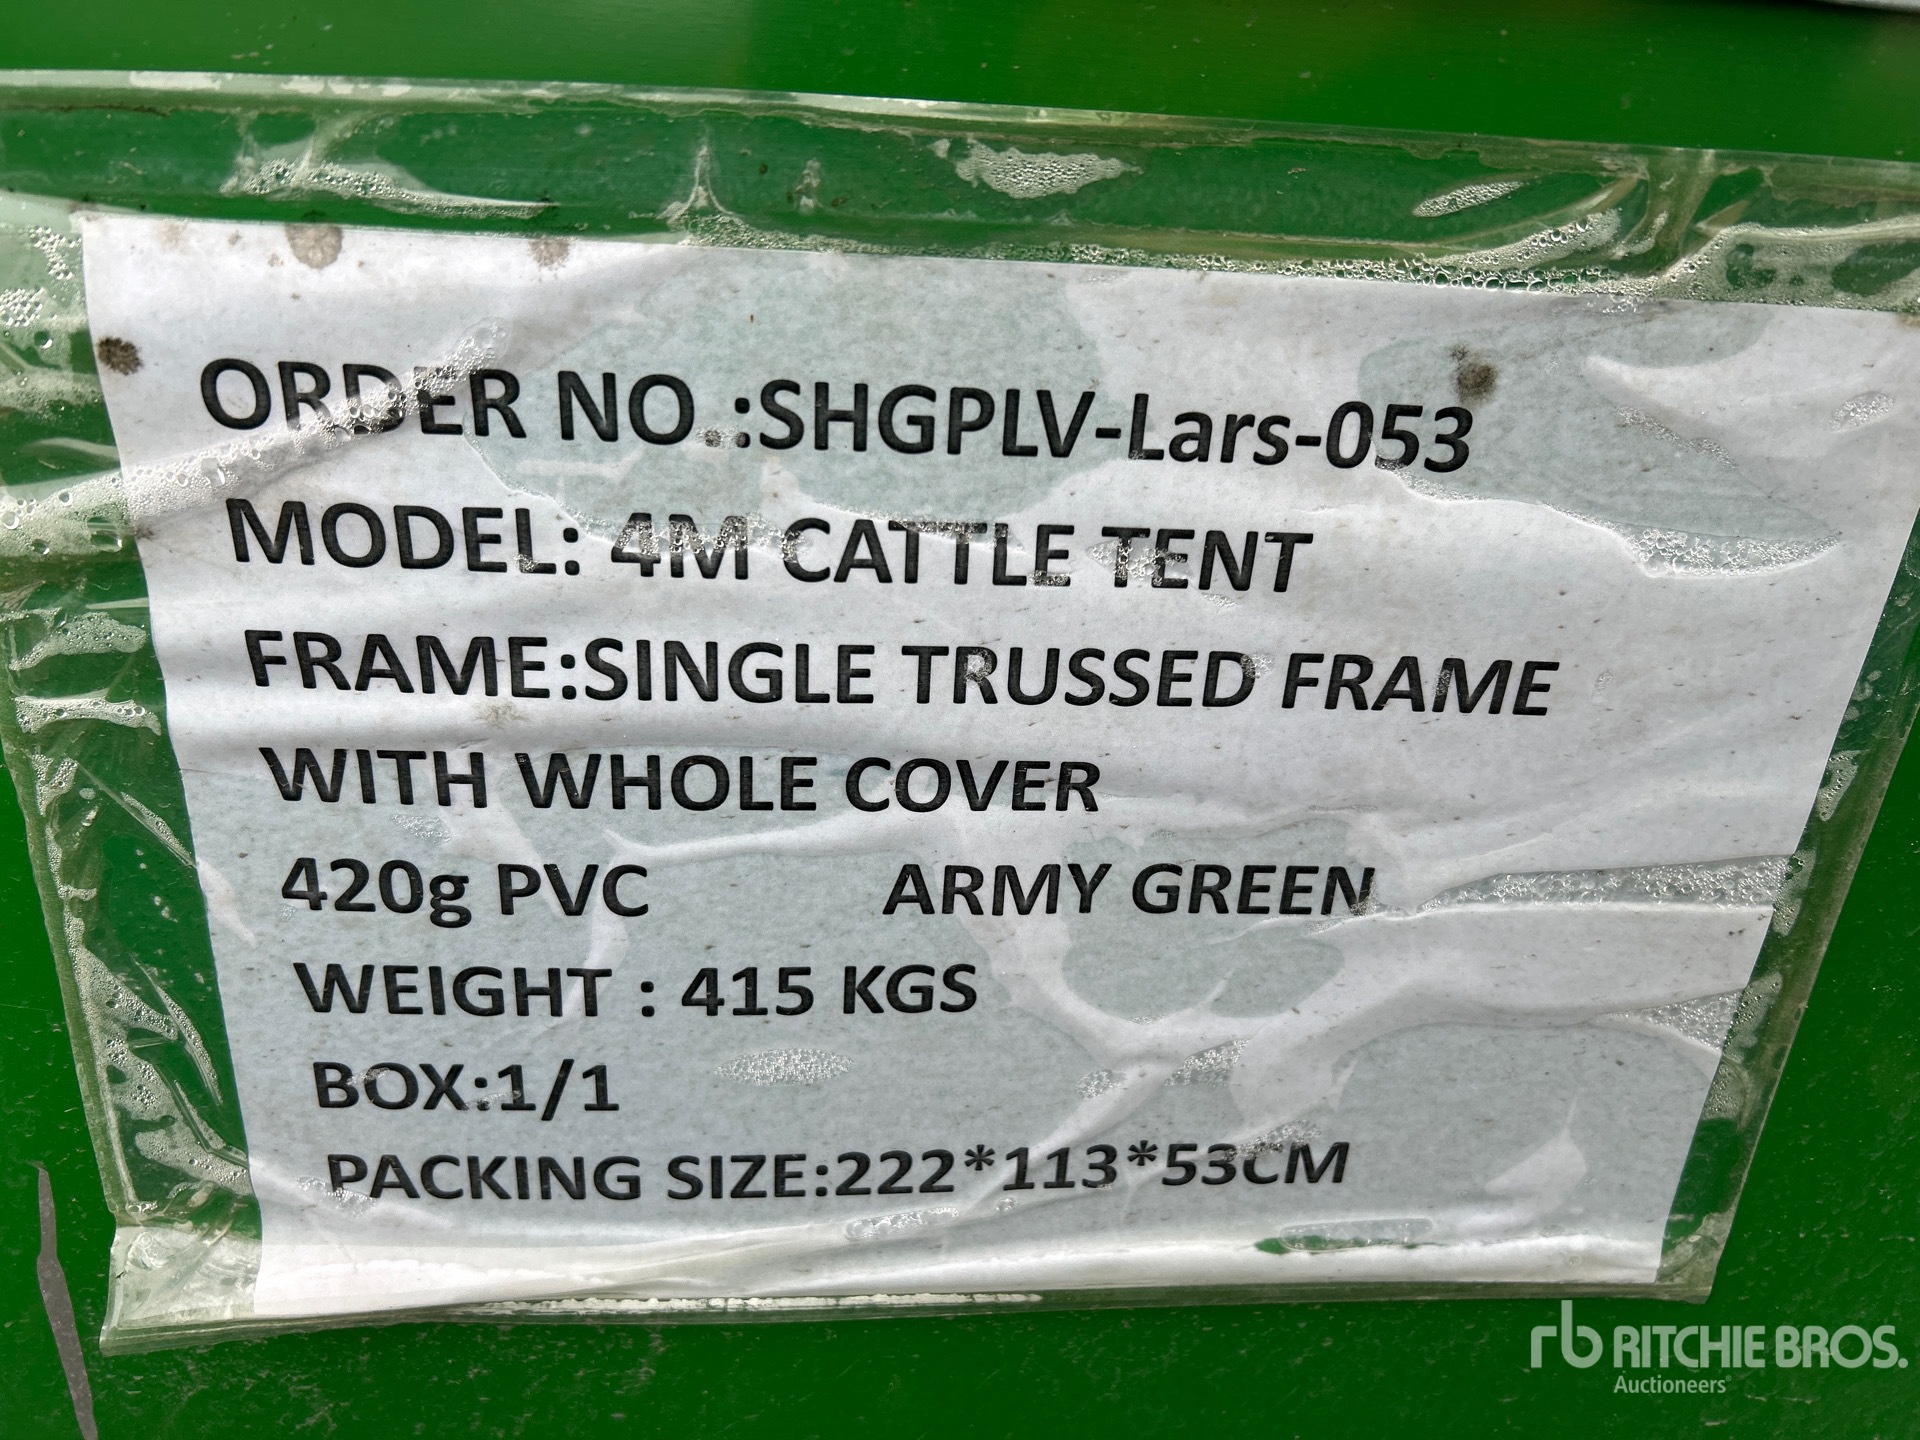 ORDER NO.:SHGPLV-Lars-053
MODEL: 4M CATTLE TENT
FRAME:SINGLE TRUSSED FRAME
WITH WHOLE COVER
420g PVC ARMY GREEN
WEIGHT : 415 KGS
BOX:1/1
PACKING SIZE:222*113*53CM
rb RITCHIE BROS.
Auctioneers